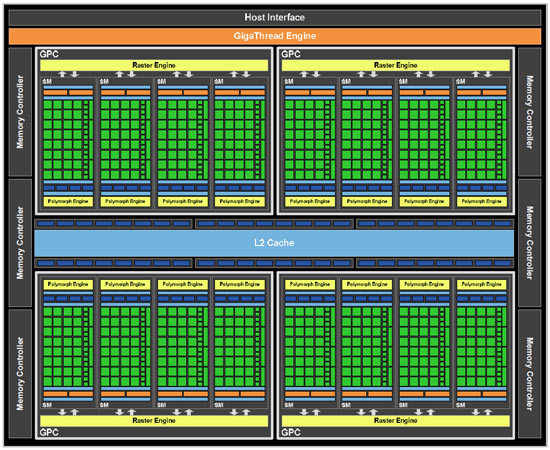 Host Interface
GigaThread Engine
GPC
GPC
Raster Engine
Raster Engine
SM SM SM SM
SM SM SM SM
Memory Controller
Memory Controller
Polymorph Engine Polymorph Engine Polymorph Engine Polymorph Engine
Polymorph Engine Polymorph Engine Polymorph Engine Polymorph Engine
Memory Controller
L2 Cache
Memory Controller
Polymorph Engine Polymorph Engine Polymorph Engine Polymorph Engine
Polymorph Engine Polymorph Engine Polymorph Engine Polymorph Engine
Memory Controller
Memory Controller
SM SM SM SM
SM SM SM SM
Raster Engine
Raster Engine
GPC
GPC